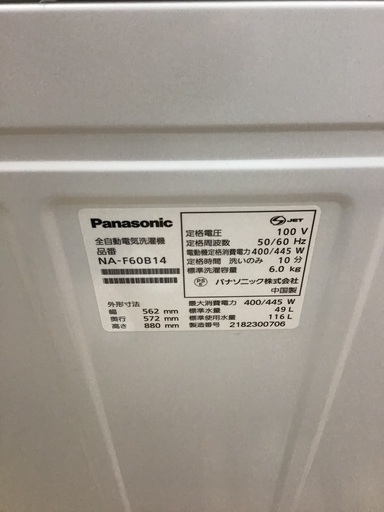 Panasonic
全自動電気洗濯機
品番
NA-F60B14
外形寸法
幅 562 mm
奥行 572 mm
高さ 880 mm
JET
定格電圧 100 V
定格周波数 50/60 Hz
電動機定格消費電力 400/445 W
定格時間 洗いのみ 10 分
標準洗濯容量 6.0 kg
PS E パナソニック株式会社
中国製
最大消費電力 400/445 W
標準水量 49 L
標準使用水量 116 L
製造番号 2182300706